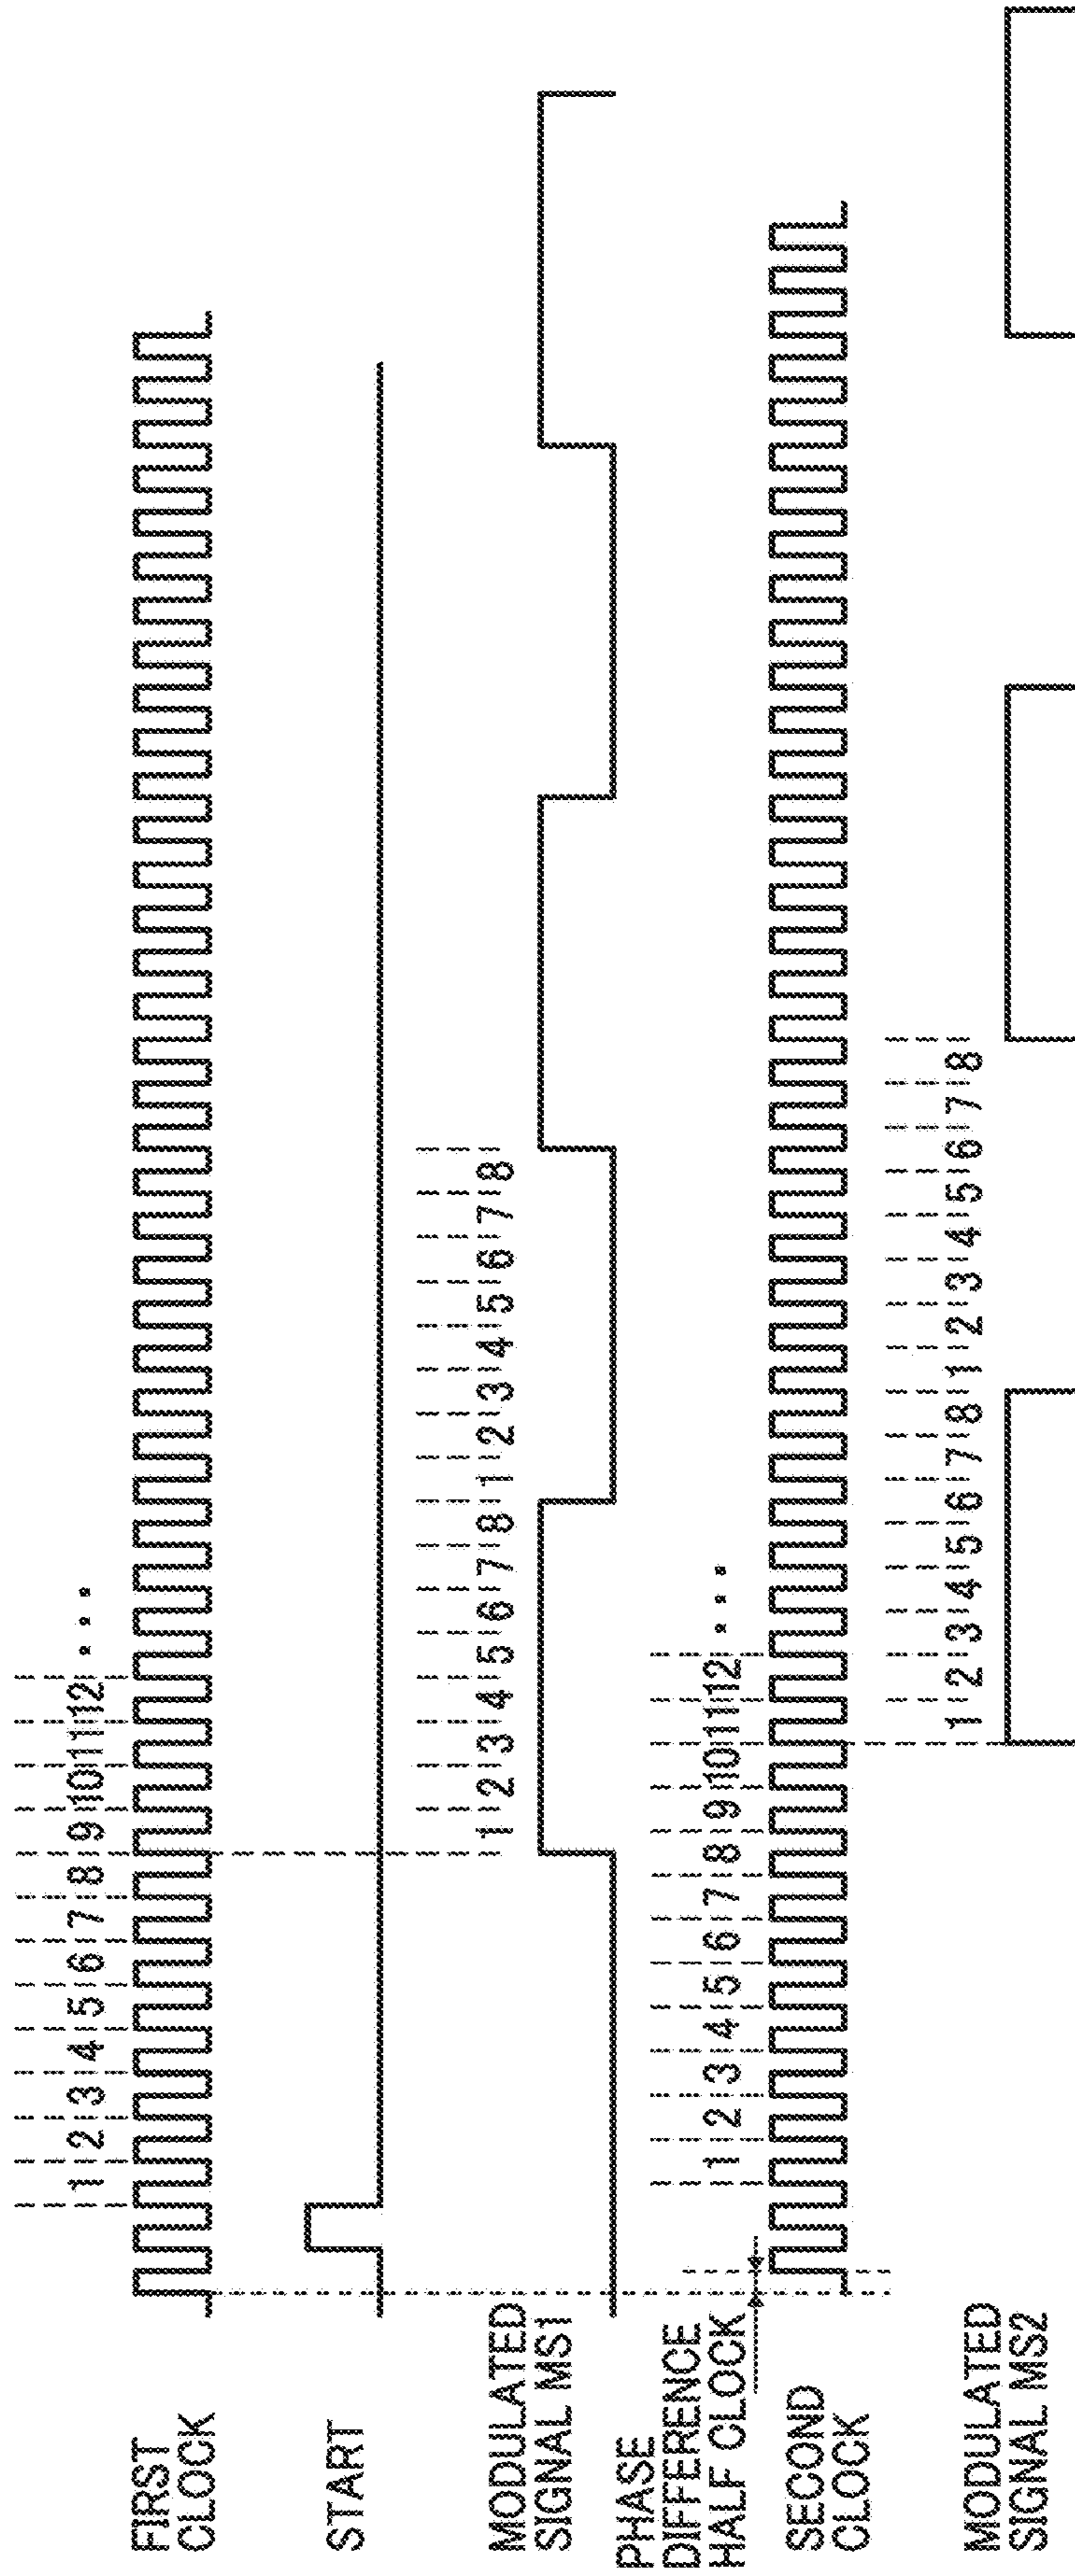 1 2 3 4 5 6 7 8 9 10 11 12 ...
FIRST
CLOCK
START
1 2 3 4 5 6 7 8 1 2 3 4 5 6 7 8
MODULATED
SIGNAL MS1
PHASE
DIFFERENCE
HALF CLOCK
1 2 3 4 5 6 7 8 9 10 11 12 ...
SECOND
CLOCK
1 2 3 4 5 6 7 8 1 2 3 4 5 6 7 8
MODULATED
SIGNAL MS2